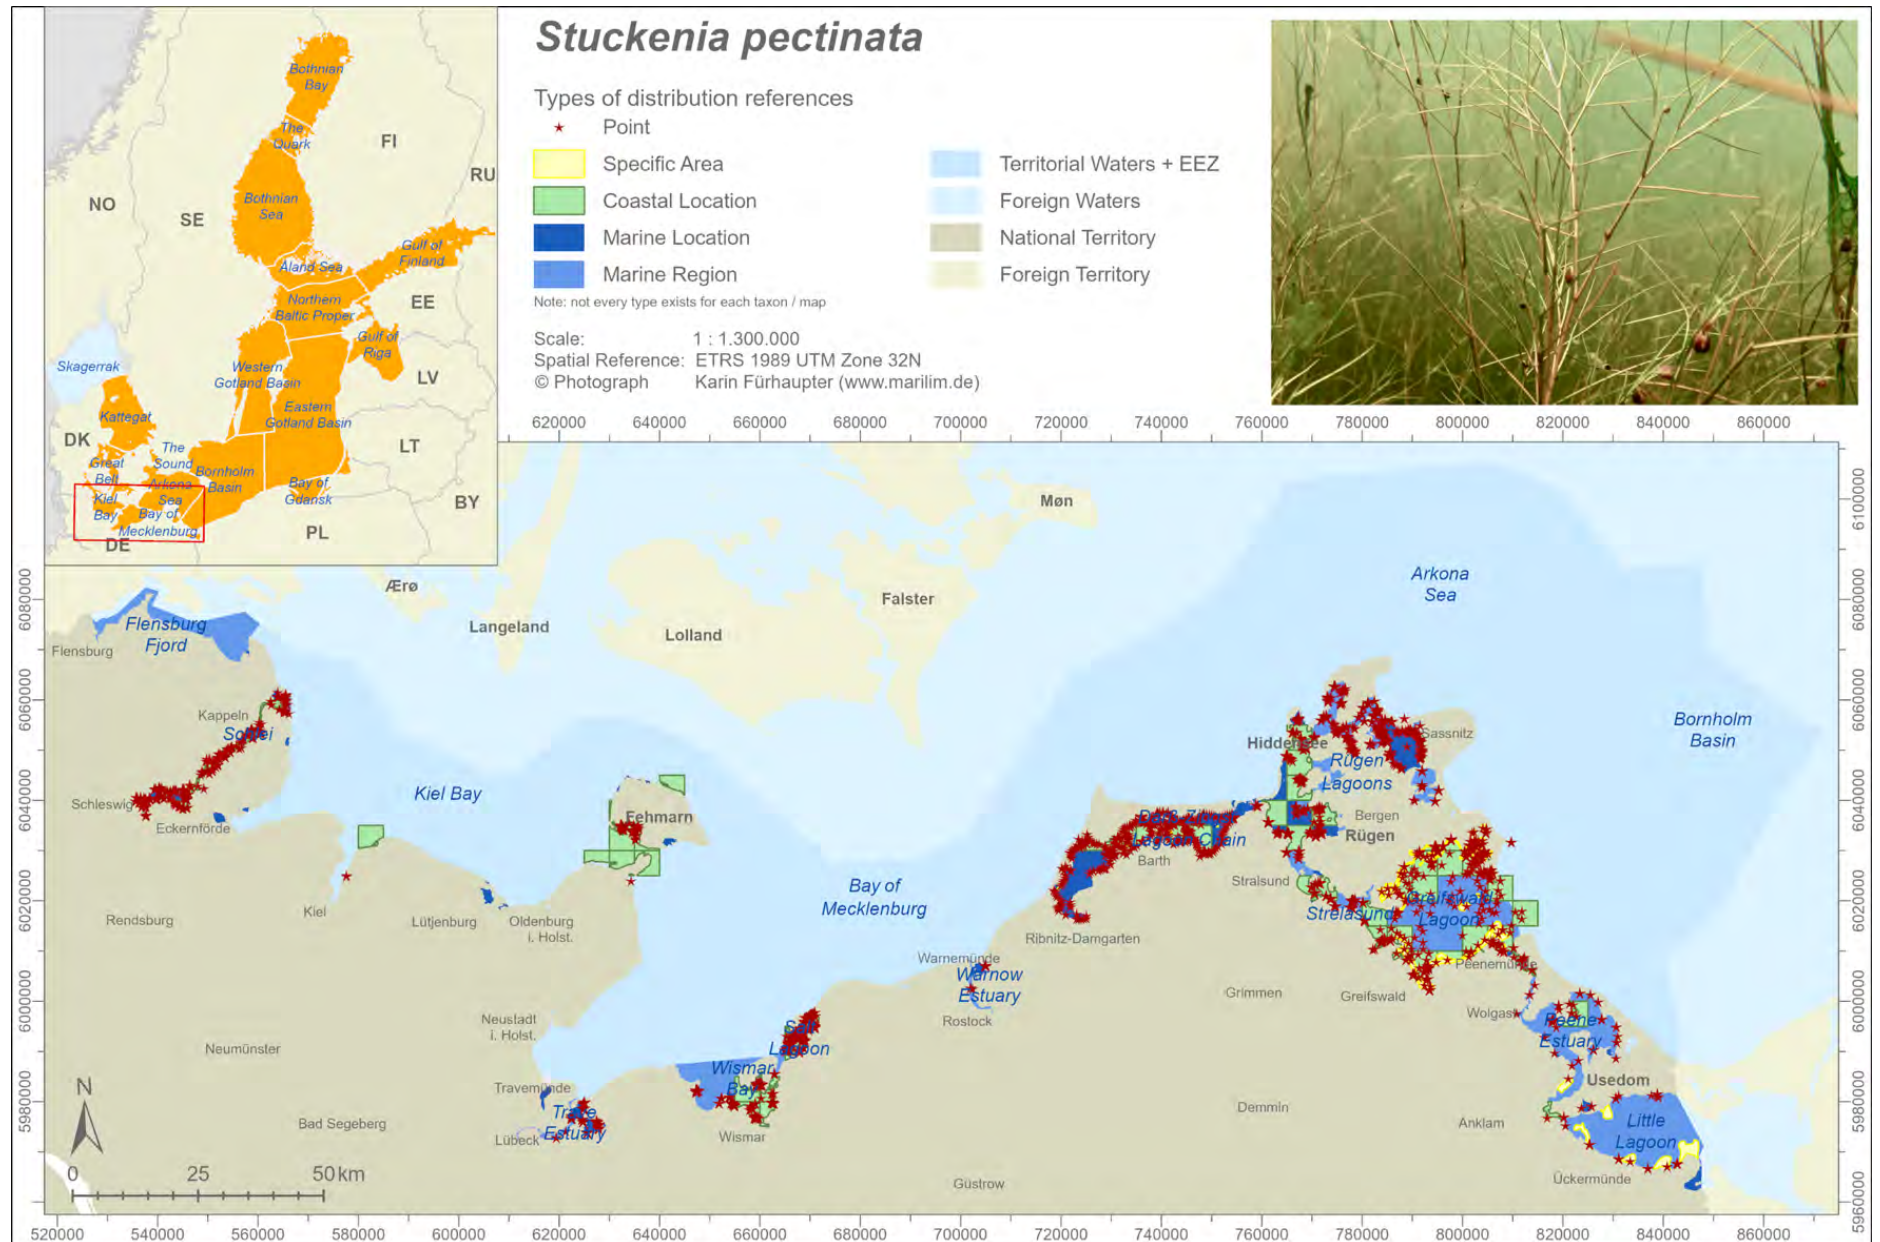 Stuckenia pectinata
Types of distribution references
Point
Specific Area
Coastal Location
Marine Location
Marine Region
Territorial Waters + EEZ
Foreign Waters
National Territory
Foreign Territory
Note: not every type exists for each taxon / map
Scale: 1 : 1.300.000
Spatial Reference: ETRS 1989 UTM Zone 32N
© Photograph Karin Fürhaupter (www.marilim.de)
Bothnian
Bay
The
Quark
FI
RU
NO
SE
Bothnian
Sea
Gulf of
Finland
Åland Sea
Northern
Baltic Proper
EE
Gulf of
Riga
Skagerrak
Western
Gotland Basin
LV
Kattegat
Eastern
Gotland Basin
DK
The
Sound
LT
Great
Belt
Bornholm
Basin
Arkona
Sea
Bay of
Gdansk
Kiel
Bay
Bay of
Mecklenburg
BY
PL
DE
620000 640000 660000 680000 700000 720000 740000 760000 780000 800000 820000 840000 860000
6100000
6080000
6060000
6040000
6020000
6000000
5980000
5960000
6080000
6060000
6040000
6020000
6000000
5980000
Møn
Ærø
Arkona
Sea
Falster
Langeland
Lolland
Flensburg
Fjord
Flensburg
Kappeln
Schlei
Bornholm
Basin
Sassnitz
Hiddensee
Rügen
Lagoons
Kiel Bay
Schleswig
Eckernförde
Fehmarn
Darß-Zingst
Lagoon Chain
Bergen
Rügen
Barth
Stralsund
Bay of
Mecklenburg
Strelasund
Greifswald
Lagoon
Rendsburg
Kiel
Lütjenburg
Oldenburg
i. Holst.
Ribnitz-Damgarten
Warnemünde
Warnow
Estuary
Peenemünde
Grimmen
Greifswald
Rostock
Wolgast
Neustadt
i. Holst.
Salt
Lagoon
Peene
Estuary
Neumünster
Wismar
Bay
Usedom
Travemünde
Trave
Estuary
Demmin
Anklam
Little
Lagoon
Bad Segeberg
Lübeck
Wismar
Ückermünde
Güstrow
N
0 25 50 km
520000 540000 560000 580000 600000 620000 640000 660000 680000 700000 720000 740000 760000 780000 800000 820000 840000 860000